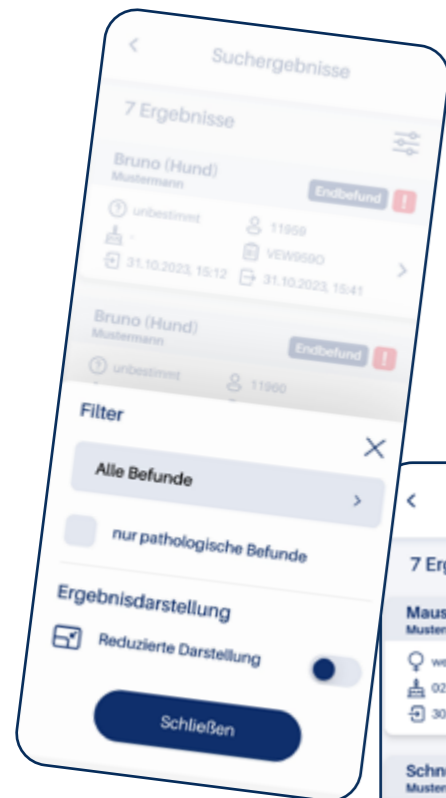 Suchergebnisse
7 Ergebnisse
Bruno (Hund)
Mustermann
Endbefund
!
unbestimmt
11959
-
VEW959O
31.10.2023, 15:12
31.10.2023, 15:41
Bruno (Hund)
Mustermann
Endbefund
!
unbestimmt
11960
Filter
Alle Befunde
nur pathologische Befunde
Ergebnisdarstellung
Reduzierte Darstellung
Schließen
7 Erg
Maus
Muster
we
02
30
Schn
Muster